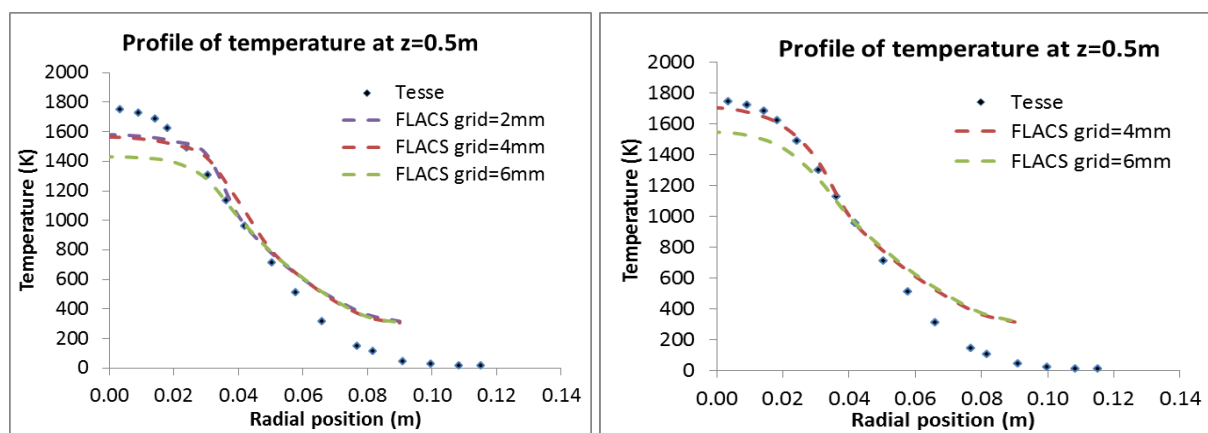 Profile of temperature at z=0.5m
Temperature (K)
2000
1800
1600
1400
1200
1000
800
600
400
200
0
Tesse
FLACS grid=2mm
FLACS grid=4mm
FLACS grid=6mm
0.00 0.02 0.04 0.06 0.08 0.10 0.12 0.14
Radial position (m)
Profile of temperature at z=0.5m
Temperature (K)
2000
1800
1600
1400
1200
1000
800
600
400
200
0
Tesse
FLACS grid=4mm
FLACS grid=6mm
0.00 0.02 0.04 0.06 0.08 0.10 0.12 0.14
Radial position (m)